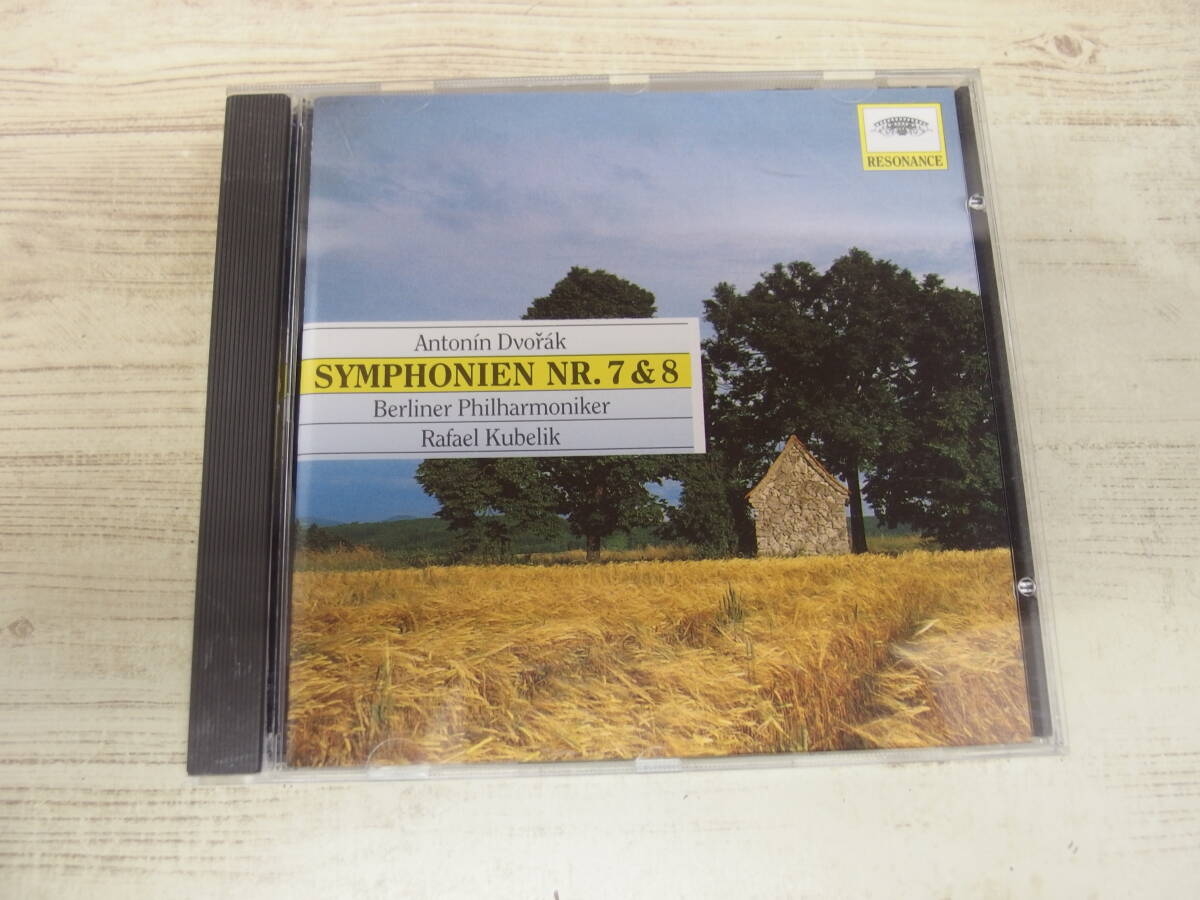 RESONANCE
Antonín Dvořák
SYMPHONIEN NR. 7 & 8
Berliner Philharmoniker
Rafael Kubelik